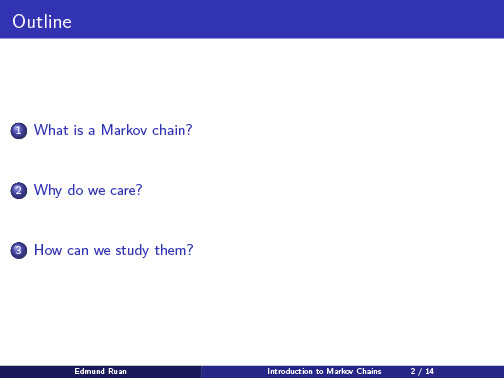 Outline
1 What is a Markov chain?
2 Why do we care?
3 How can we study them?
Edmund Ruan Introduction to Markov Chains 2 / 14